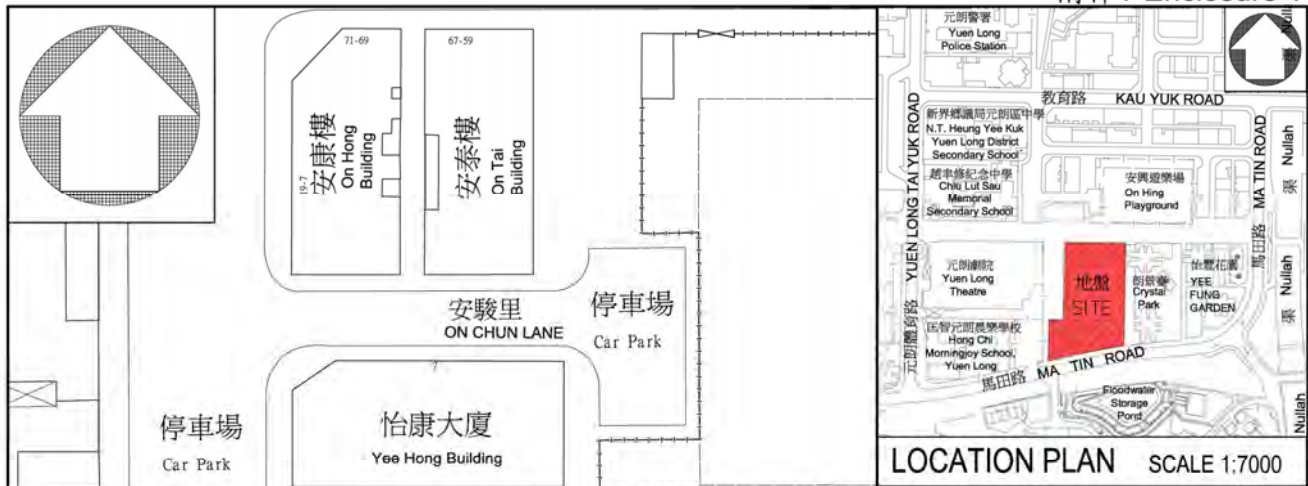 71-69
67-59
19-7
安康樓
On Hong
Building
安泰樓
On Tai
Building
安駿里
ON CHUN LANE
停車場
Car Park
停車場
Car Park
怡康大廈
Yee Hong Building
元朗警署
Yuen Long
Police Station
教育路 KAU YUK ROAD
新界鄉議局元朗區中學
N.T. Heung Yee Kuk
Yuen Long District
Secondary School
趙聿修紀念中學
Chiu Lut Sau
Memorial
Secondary School
安興遊樂場
On Hing
Playground
元朗體育路 YUEN LONG TAI YUK ROAD
馬田路 MA TIN ROAD
渠 Nullah
渠 Nullah
Nullah
元朗劇院
Yuen Long
Theatre
地盤
SITE
朗景臺
Crystal
Park
怡豐花園
YEE
FUNG
GARDEN
匡智元朗晨樂學校
Hong Chi
Morningjoy School,
Yuen Long
馬田路 MA TIN ROAD
Floodwater
Storage
Pond
LOCATION PLAN SCALE 1:7000